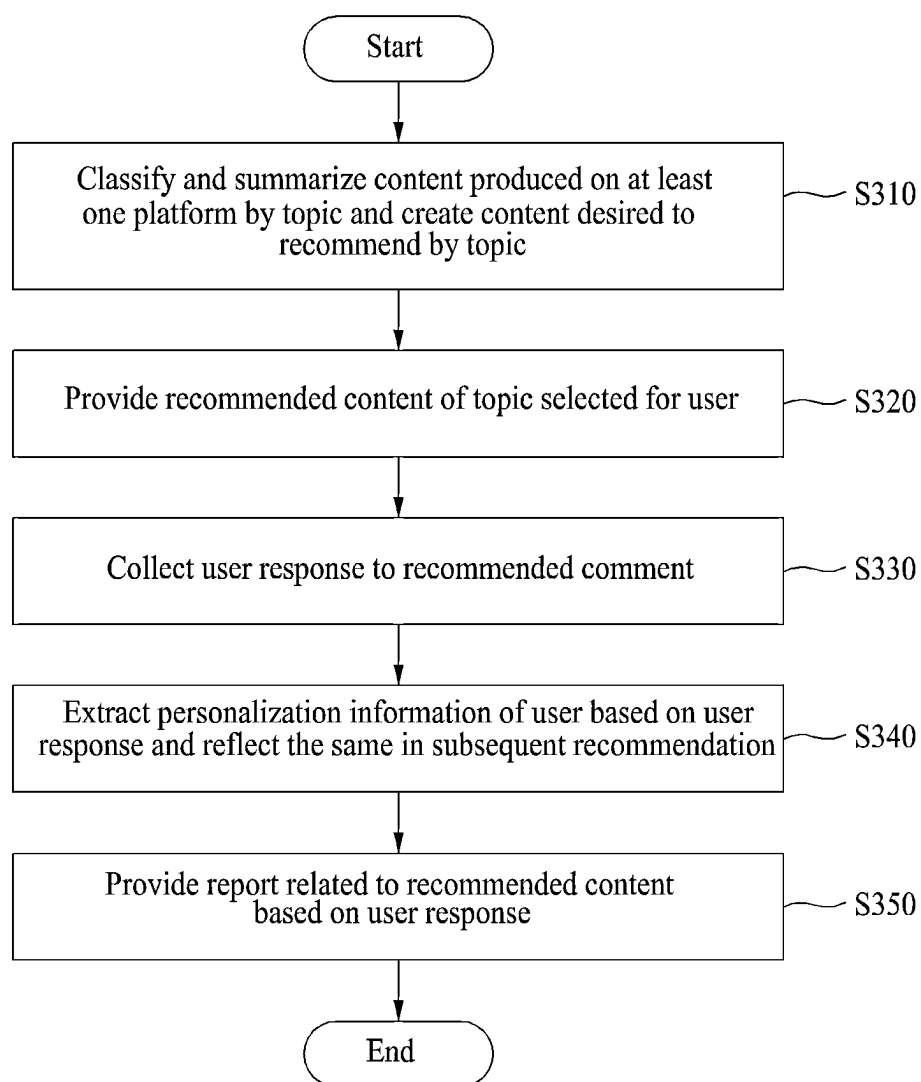 Start
Classify and summarize content produced on at least
one platform by topic and create content desired to
recommend by topic
S310
Provide recommended content of topic selected for user
S320
Collect user response to recommended comment
S330
Extract personalization information of user based on user
response and reflect the same in subsequent recommendation
S340
Provide report related to recommended content
based on user response
S350
End